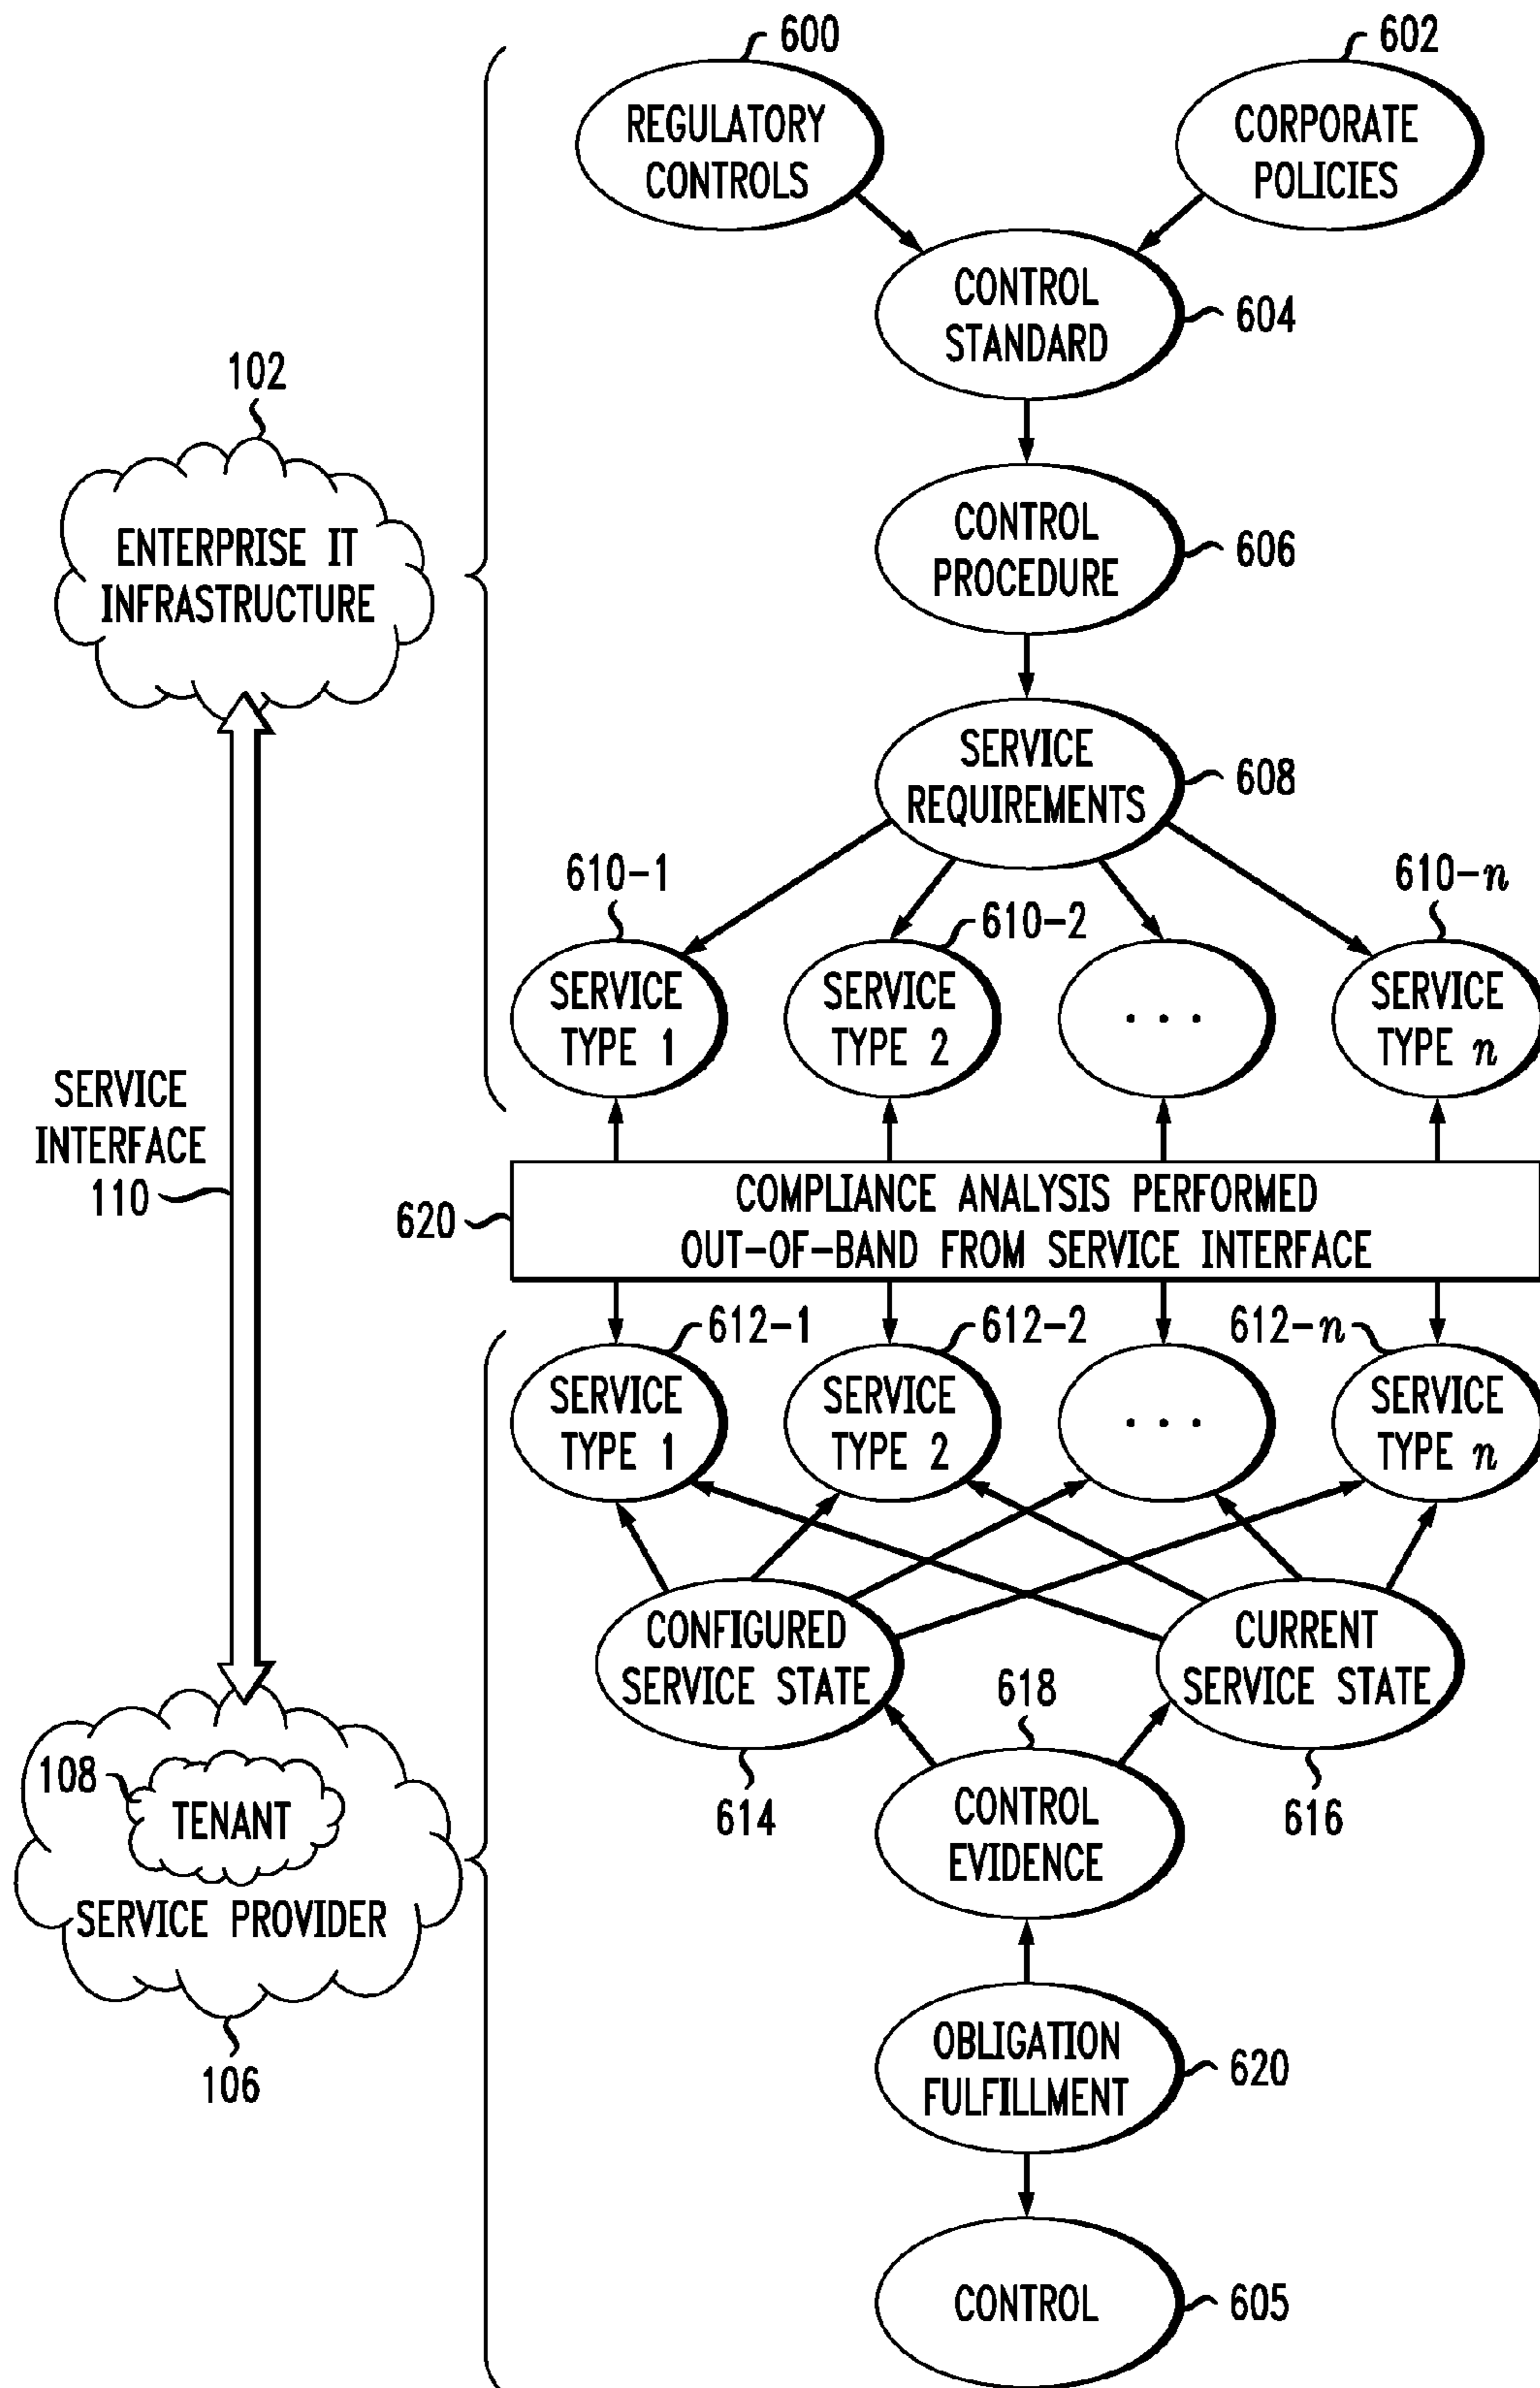 600
602
REGULATORY
CONTROLS
CORPORATE
POLICIES
CONTROL
STANDARD
604
102
ENTERPRISE IT
INFRASTRUCTURE
CONTROL
PROCEDURE
606
SERVICE
REQUIREMENTS
608
610-1
610-2
610-n
SERVICE
TYPE 1
SERVICE
TYPE 2
. . .
SERVICE
TYPE n
SERVICE
INTERFACE
110
620
COMPLIANCE ANALYSIS PERFORMED
OUT-OF-BAND FROM SERVICE INTERFACE
612-1
612-2
612-n
SERVICE
TYPE 1
SERVICE
TYPE 2
. . .
SERVICE
TYPE n
CONFIGURED
SERVICE STATE
614
CURRENT
SERVICE STATE
616
618
CONTROL
EVIDENCE
108
TENANT
SERVICE PROVIDER
106
OBLIGATION
FULFILLMENT
620
CONTROL
605